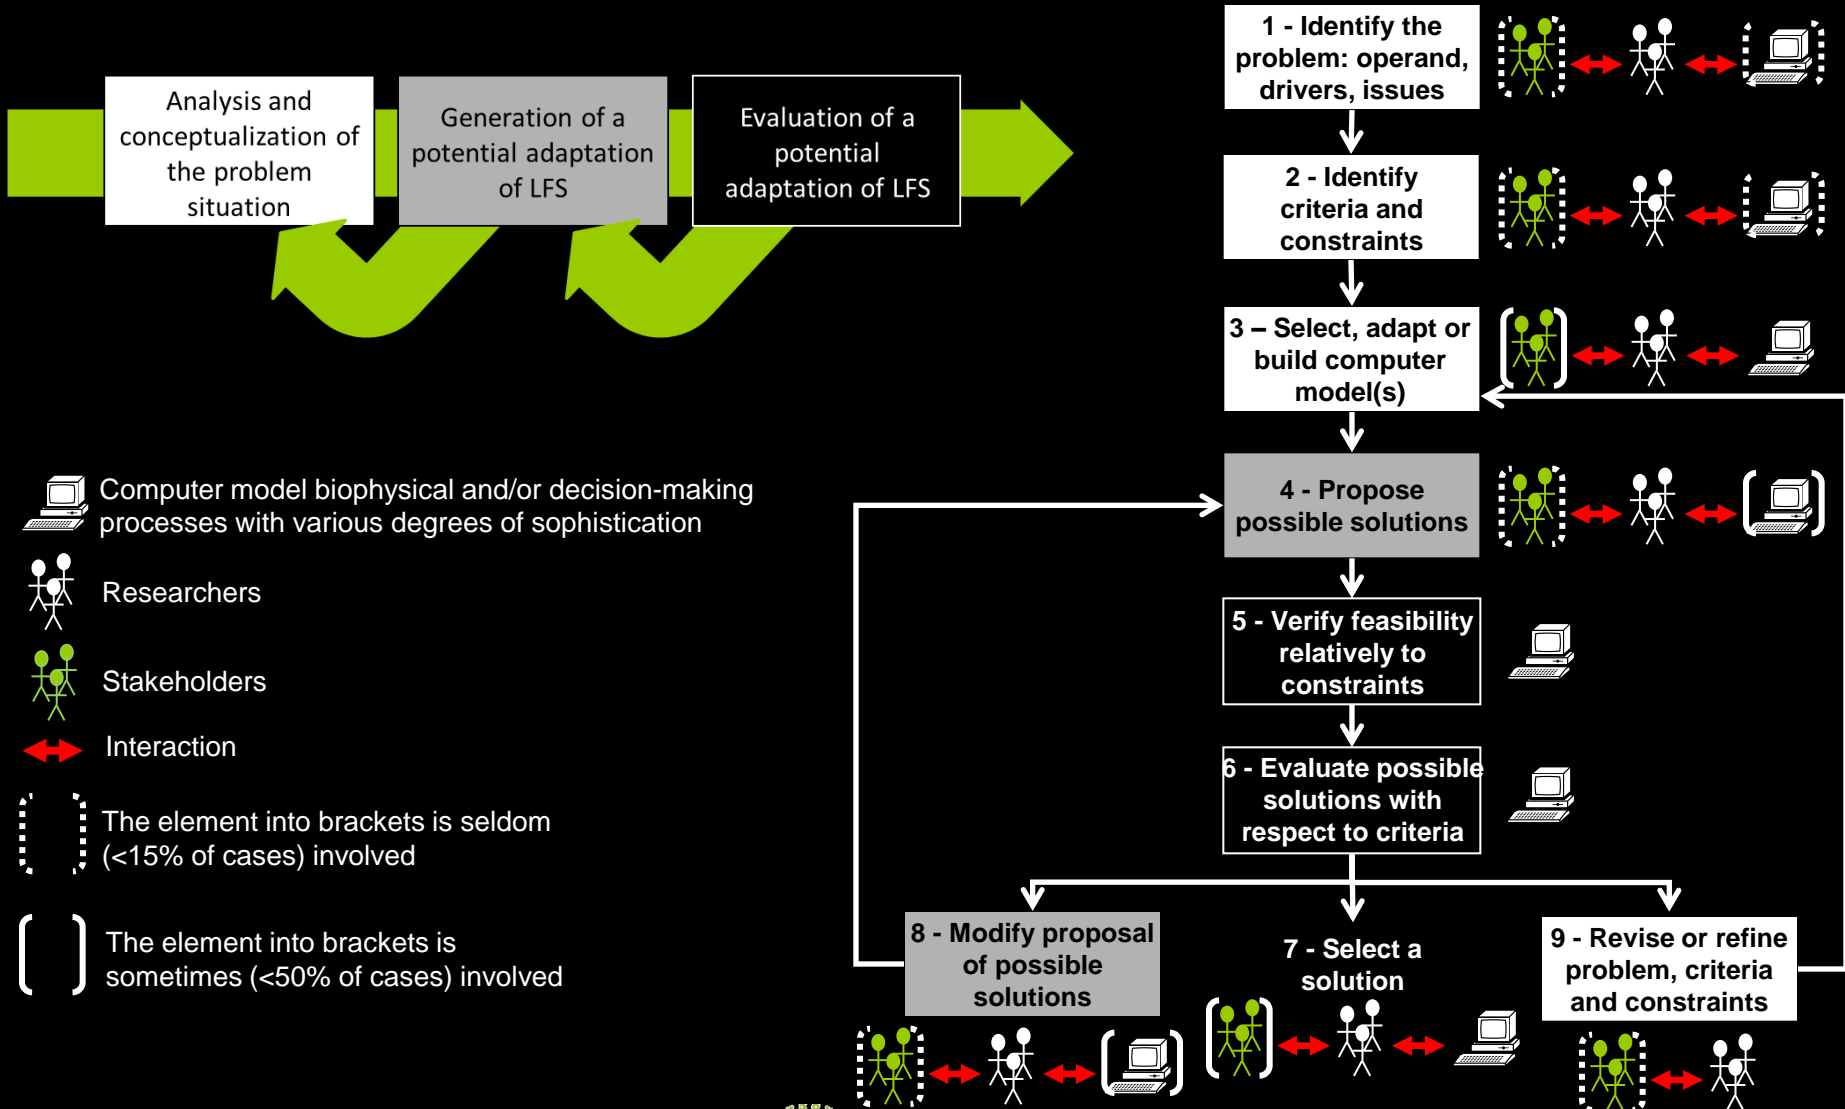 Analysis and
conceptualization of
the problem
situation
Generation of a
potential adaptation
of LFS
Evaluation of a
potential
adaptation of LFS
Computer model biophysical and/or decision-making
processes with various degrees of sophistication
Researchers
Stakeholders
Interaction
The element into brackets is seldom
(<15% of cases) involved
The element into brackets is
sometimes (<50% of cases) involved
1 - Identify the
problem: operand,
drivers, issues
2 - Identify
criteria and
constraints
3 – Select, adapt or
build computer
model(s)
4 - Propose
possible solutions
5 - Verify feasibility
relatively to
constraints
6 - Evaluate possible
solutions with
respect to criteria
8 - Modify proposal
of possible
solutions
7 - Select a
solution
9 - Revise or refine
problem, criteria
and constraints